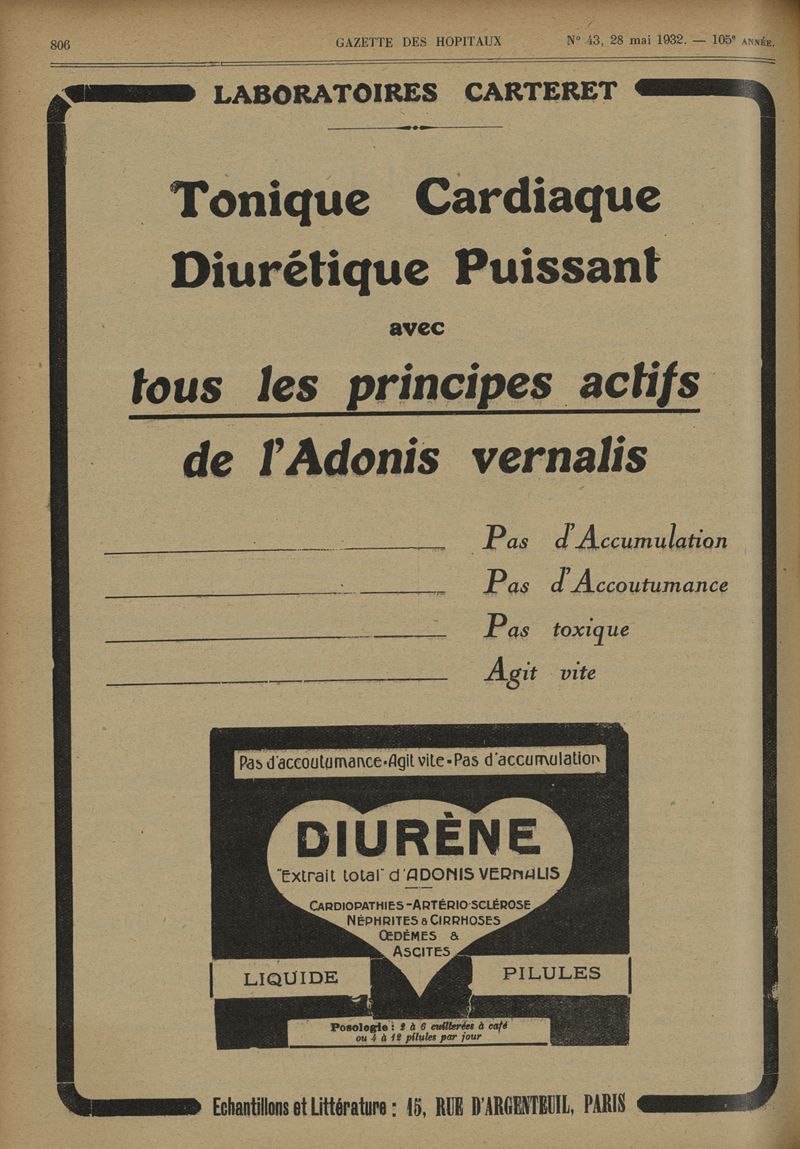 806 GAZETTE DES HOPITAUX N° 43, 28 mai 1932. — 105e ANNÉE.
LABORATOIRES CARTERET
Tonique Cardiaque
Diurétique Puissant
avec
tous les principes actifs
de l'Adonis vernalis
Pas d'Accumulation
Pas d'Accoutumance
Pas toxique
Agit vite
Pas d'accoutumance•Agit vite•Pas d'accumulation
DIURÈNE
"Extrait total" d'ADONIS VERNALIS
CARDIOPATHIES-ARTÉRIO-SCLÉROSE
NÉPHRITES & CIRRHOSES
ŒDÈMES &
ASCITES
LIQUIDE PILULES
Posologie : 2 à 6 cuillerées à café
ou 4 à 12 pilules par jour
Echantillons et Littérature : 15, RUE D'ARGENTEUIL, PARIS